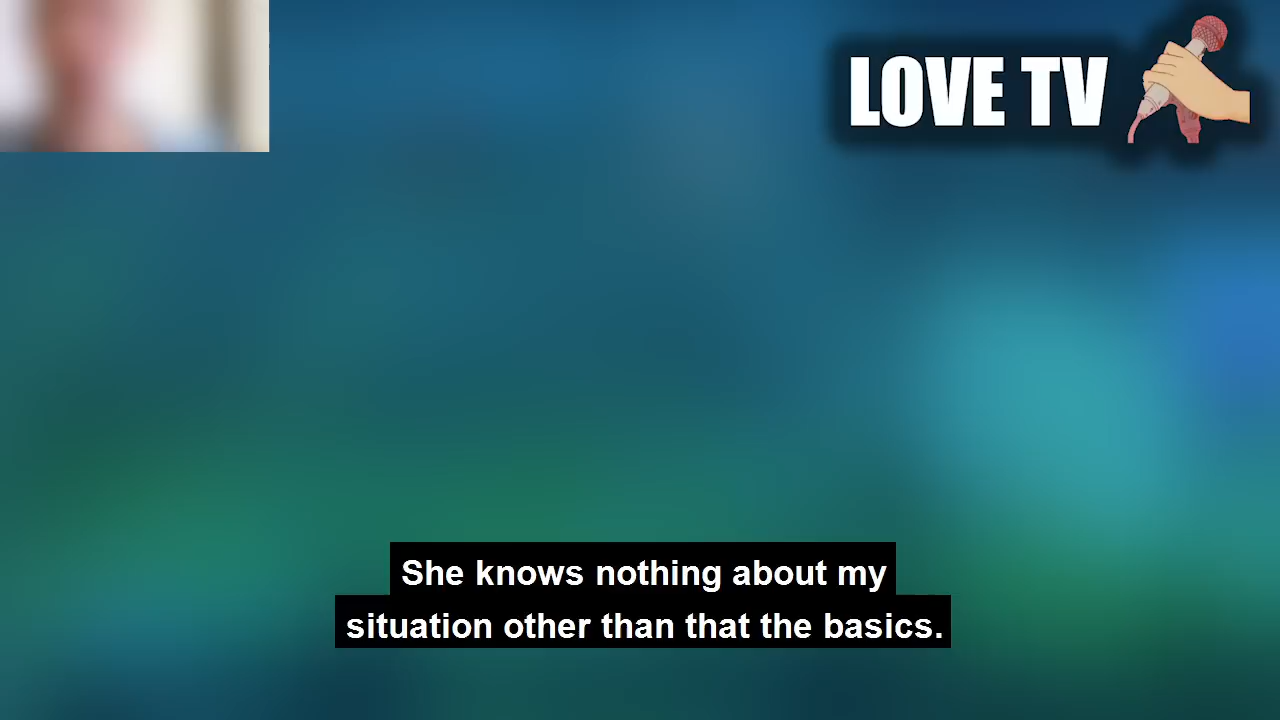 LOVE TV
She knows nothing about my
situation other than that the basics.